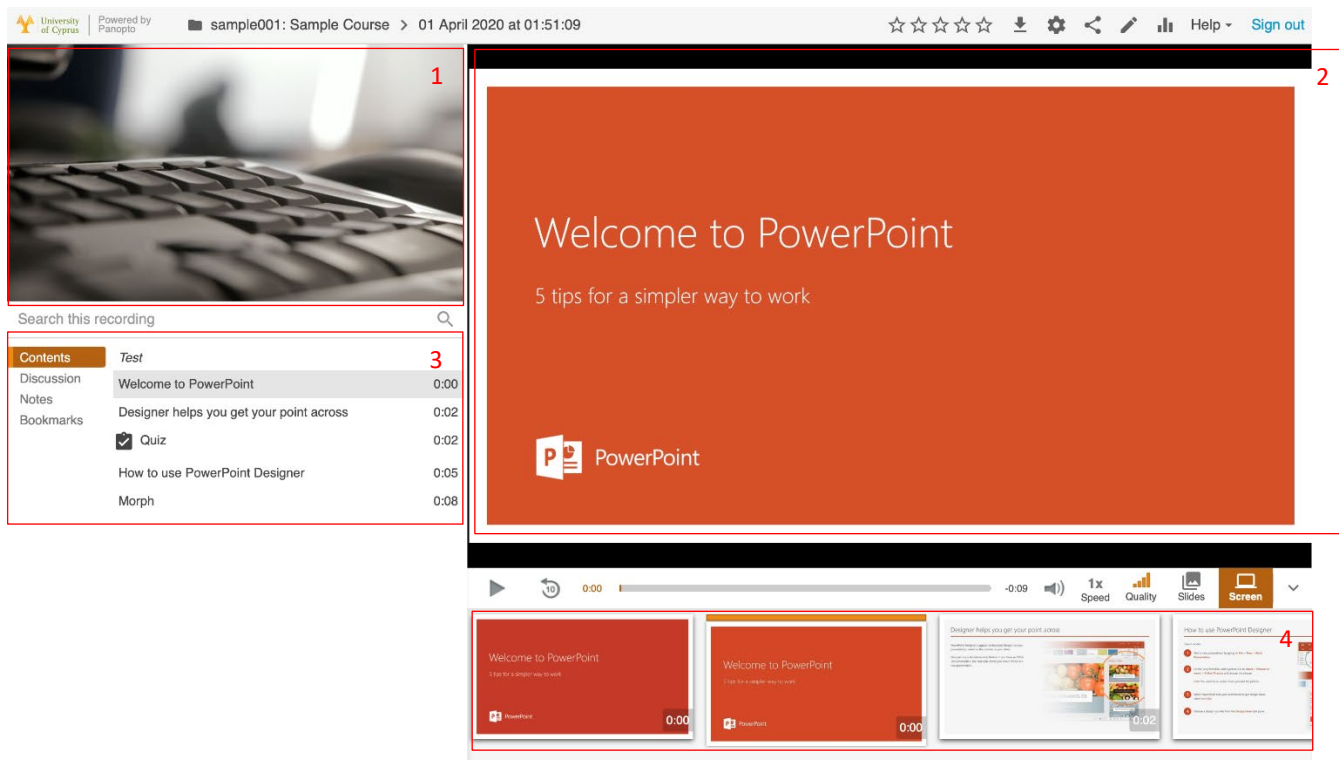 University of Cyprus
Powered by Panopto
sample001: Sample Course > 01 April 2020 at 01:51:09
Help
Sign out
1
2
Welcome to PowerPoint
5 tips for a simpler way to work
PowerPoint
Search this recording
3
Contents
Discussion
Notes
Bookmarks
Test
Welcome to PowerPoint 0:00
Designer helps you get your point across 0:02
Quiz 0:02
How to use PowerPoint Designer 0:05
Morph 0:08
10
0:00
-0:09
1x
Speed
Quality
Slides
Screen
4
Welcome to PowerPoint
5 tips for a simpler way to work
PowerPoint
0:00
Welcome to PowerPoint
5 tips for a simpler way to work
PowerPoint
0:00
Designer helps you get your point across
0:02
How to use PowerPoint Designer